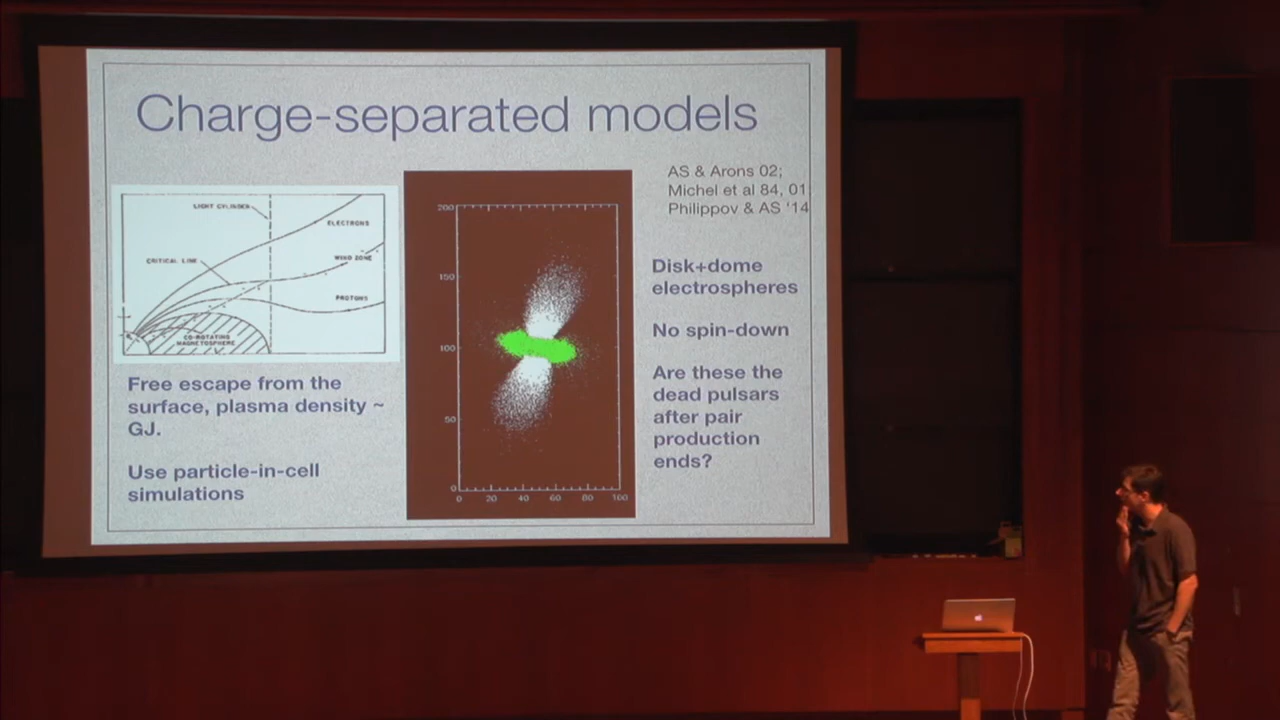 Charge-separated models
AS & Arons 02;
Michel et al 84, 01
Philippov & AS '14
LIGHT CYLINDER
ELECTRONS
CRITICAL LINE
WIND ZONE
PROTONS
CO-ROTATING
MAGNETOSPHERE
Free escape from the
surface, plasma density ~
GJ.
Use particle-in-cell
simulations
200
150
100
50
0
0 20 40 60 80 100
Disk+dome
electrospheres
No spin-down
Are these the
dead pulsars
after pair
production
ends?